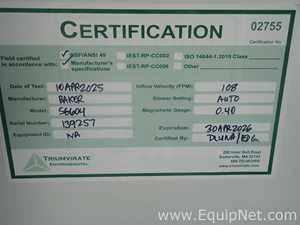 CERTIFICATION
02755
Certification No.
Field certified in accordance with:
NSF/ANSI 49
IEST-RP-CC002
ISO 14644-1:2015 Class
Manufacturer's specifications
IEST-RP-CC006
Date of Test: 10APR2025
Inflow Velocity (FPM): 108
Manufacturer: BAKER
Blower Setting: AUTO
Model: SG604
Magnehelic Gauge: 0.40
Serial Number: 139257
Equipment ID: NA
Expiration: 30APR2026
Certified By:
TRIUMVIRATE
ENVIRONMENTAL
www.EquipNet.com